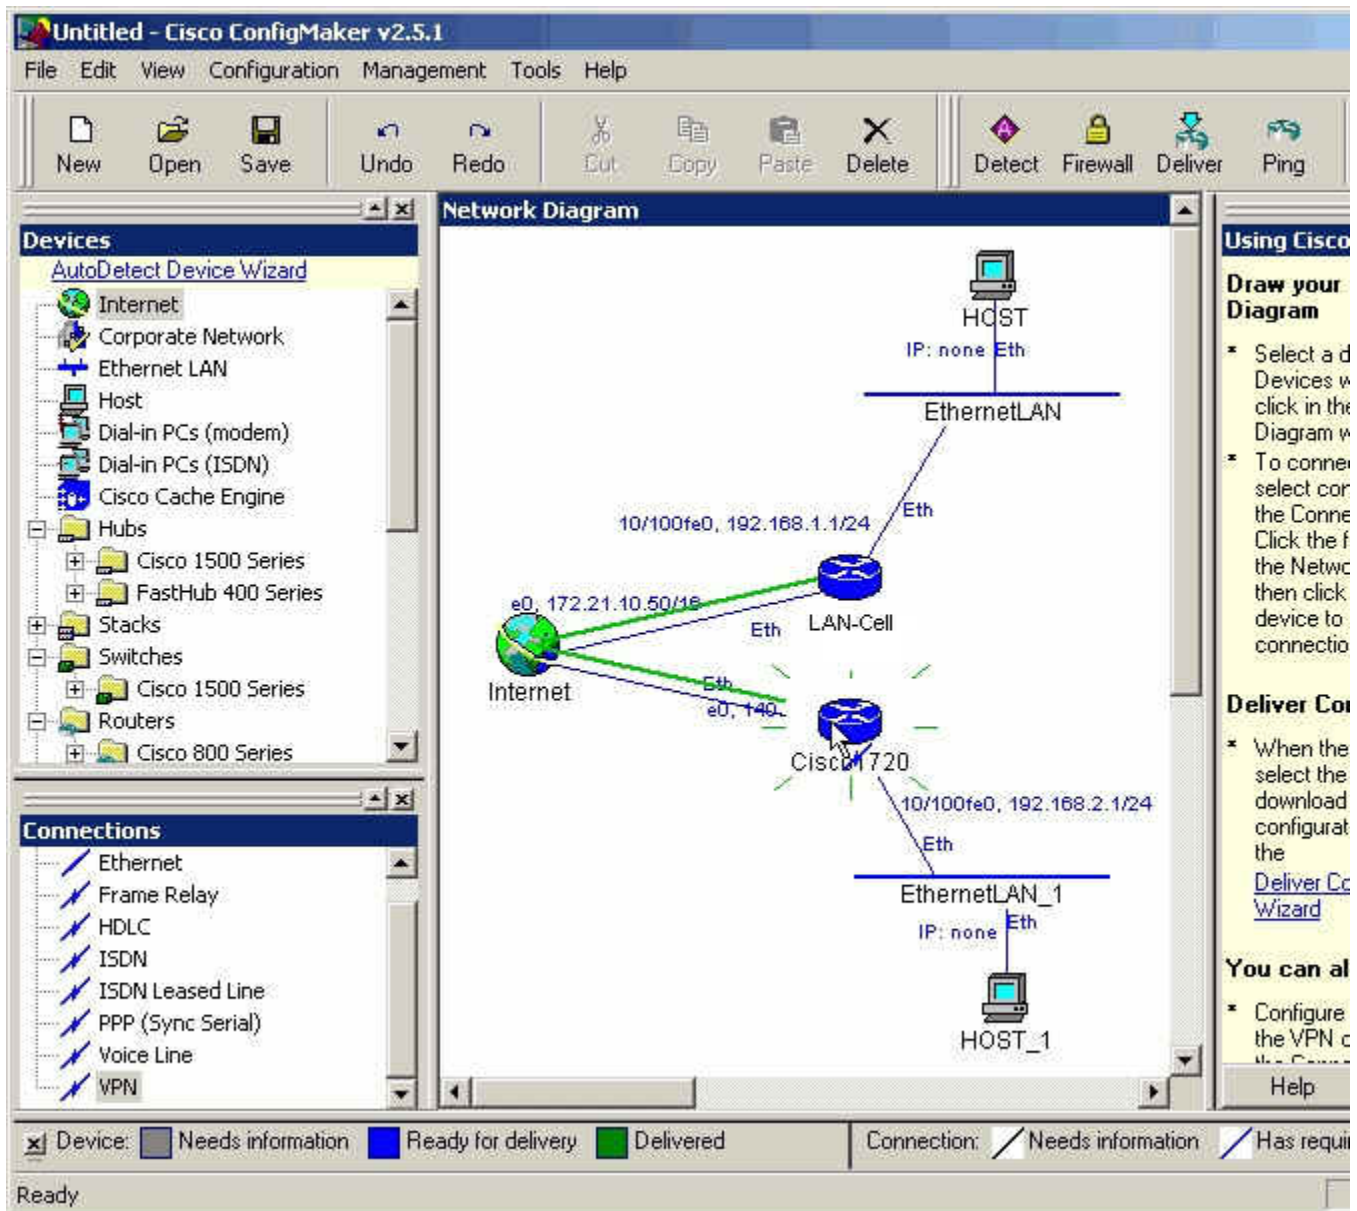 Untitled - Cisco ConfigMaker v2.5.1
File Edit View Configuration Management Tools Help
New Open Save Undo Redo Cut Copy Paste Delete Detect Firewall Deliver Ping
Devices
AutoDetect Device Wizard
Internet
Corporate Network
Ethernet LAN
Host
Dial-in PCs (modem)
Dial-in PCs (ISDN)
Cisco Cache Engine
Hubs
Cisco 1500 Series
FastHub 400 Series
Stacks
Switches
Cisco 1500 Series
Routers
Cisco 800 Series
Connections
Ethernet
Frame Relay
HDLC
ISDN
ISDN Leased Line
PPP (Sync Serial)
Voice Line
VPN
Network Diagram
HOST
IP: none Eth
EthernetLAN
Eth
10/100fe0, 192.168.1.1/24
e0, 172.21.10.50/16
Eth
LAN-Cell
Internet
Eth
e0, 140
Cisco1720
10/100fe0, 192.168.2.1/24
Eth
EthernetLAN_1
IP: none Eth
HOST_1
Using Cisco
Draw your
Diagram
* Select a d
Devices w
click in the
Diagram w
* To connec
select con
the Conne
Click the f
the Netwo
then click
device to
connectio
Deliver Co
* When the
select the
download
configurat
the
Deliver Co
Wizard
You can al
* Configure
the VPN c
Help
Device: Needs information Ready for delivery Delivered Connection: Needs information Has requi
Ready